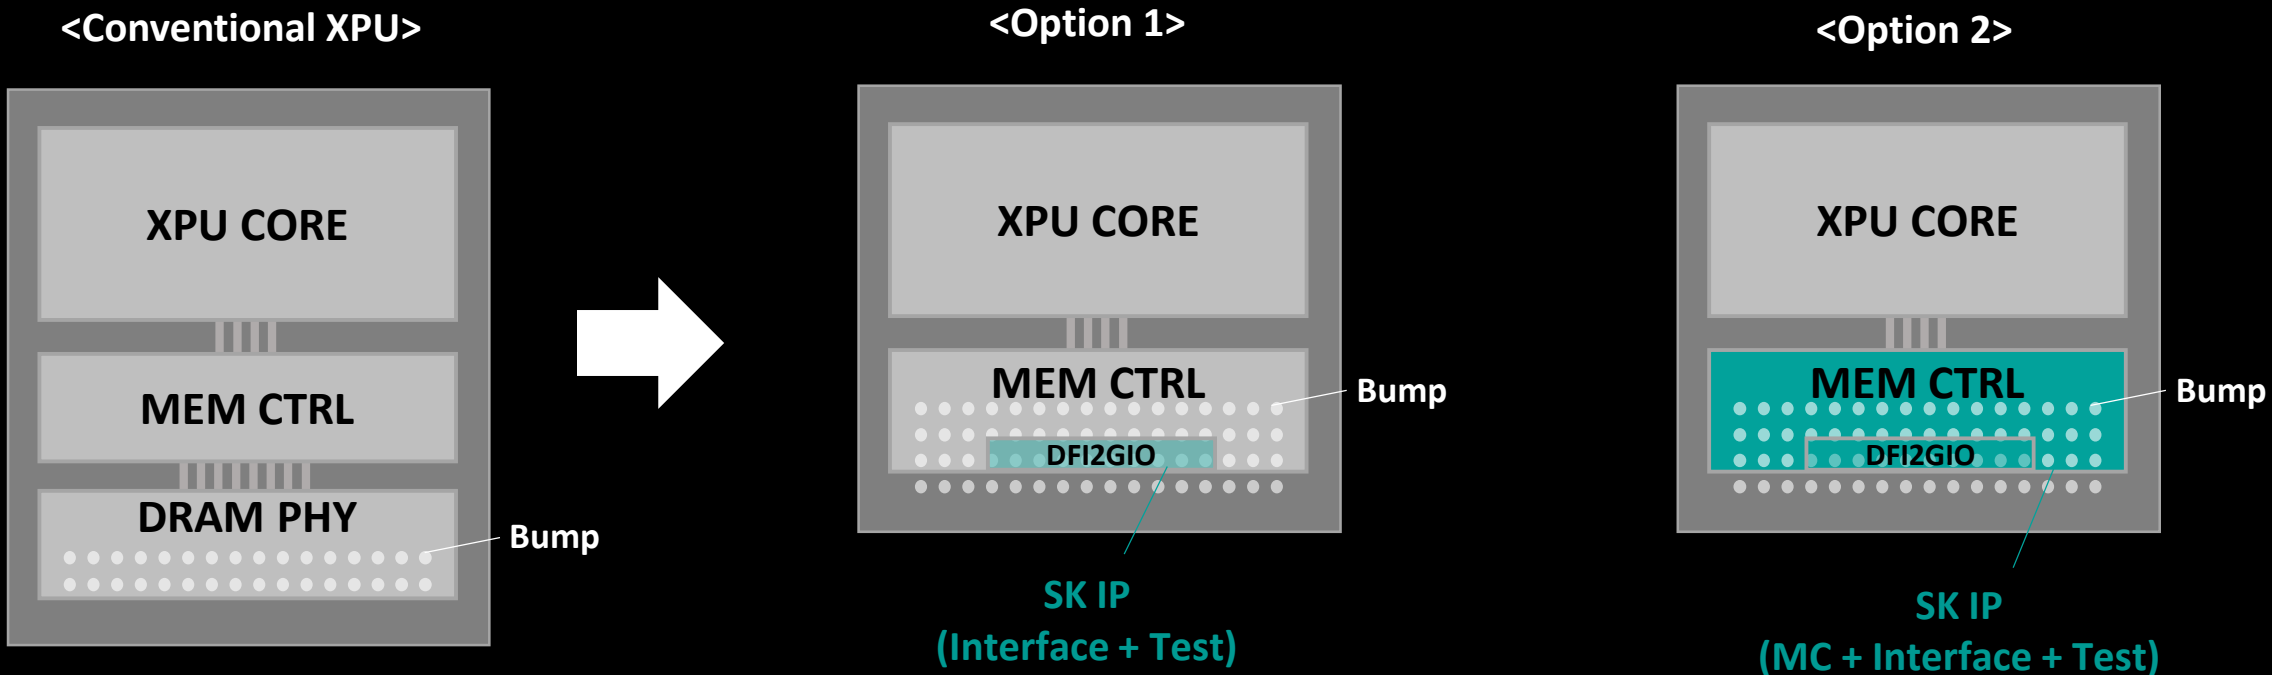 <Conventional XPU>
XPU CORE
MEM CTRL
DRAM PHY
Bump
<Option 1>
XPU CORE
MEM CTRL
Bump
DFI2GIO
SK IP
(Interface + Test)
<Option 2>
XPU CORE
MEM CTRL
Bump
DFI2GIO
SK IP
(MC + Interface + Test)